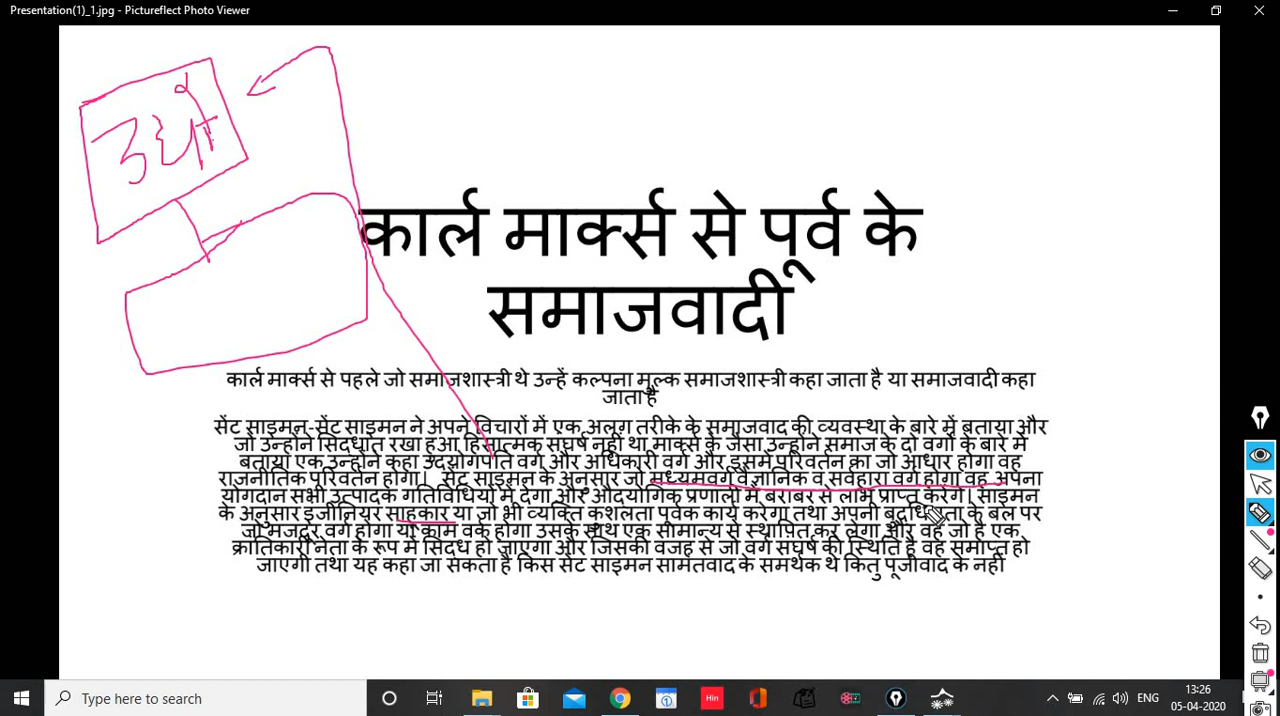 Presentation(1)_1.jpg - Pictureflect Photo Viewer
कार्ल मार्क्स से पूर्व के
समाजवादी
कार्ल मार्क्स से पहले जो समाजशास्त्री थे उन्हें कल्पना मूल्क समाजशास्त्री कहा जाता है या समाजवादी कहा
जाता है
सेंट साइमन-सेंट साइमन ने अपने विचारों में एक अलग तरीके के समाजवाद की व्यवस्था के बारे में बताया और
जो उन्होंने सिद्धांत रखा हुआ हिंसात्मक संघर्ष नहीं था मार्क्स के जैसा उन्होंने समाज के दो वर्गों के बारे में
बताया एक उन्होंने कहा उद्योगपति वर्ग और अधिकारी वर्ग और इसमें परिवर्तन का जो आधार होगा वह
राजनीतिक परिवर्तन होगा। सेंट साइमन के अनुसार जो मध्यमवर्ग वैज्ञानिक व सर्वहारा वर्ग होगा वह अपना
योगदान सभी उत्पादक गतिविधियों में देगा और औद्योगिक प्रणाली में बराबर से लाभ प्राप्त करेंगे। साइमन
के अनुसार इंजीनियर साहूकार या जो भी व्यक्ति कुशलता पूर्वक कार्य करेगा तथा अपनी के बल पर
जो मजदूर वर्ग होगा या काम वर्क होगा उसके साथ एक सामान्य से स्थापित कर लेगा और वह जो है एक
क्रांतिकारी नेता के रूप में सिद्ध हो जाएगा और जिसकी वजह से जो वर्ग संघर्ष की स्थिति है वह समाप्त हो
जाएगी तथा यह कहा जा सकता है किस सेंट साइमन सामंतवाद के समर्थक थे किंतु पूंजीवाद के नहीं
Type here to search
Hin
ENG
13:26
05-04-2020